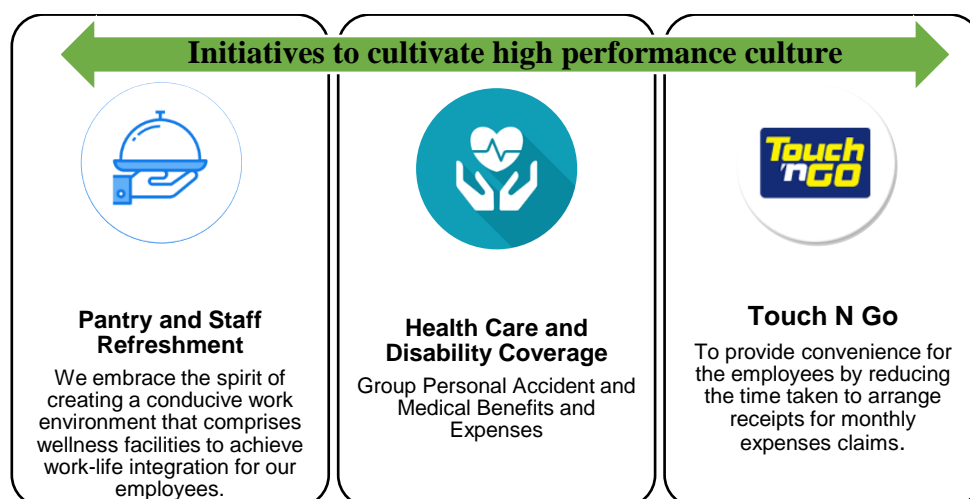 Initiatives to cultivate high performance culture
Pantry and Staff
Refreshment
We embrace the spirit of
creating a conducive work
environment that comprises
wellness facilities to achieve
work-life integration for our
employees.
Health Care and
Disability Coverage
Group Personal Accident and
Medical Benefits and
Expenses
Touch
'nGO
Touch N Go
To provide convenience for
the employees by reducing
the time taken to arrange
receipts for monthly
expenses claims.